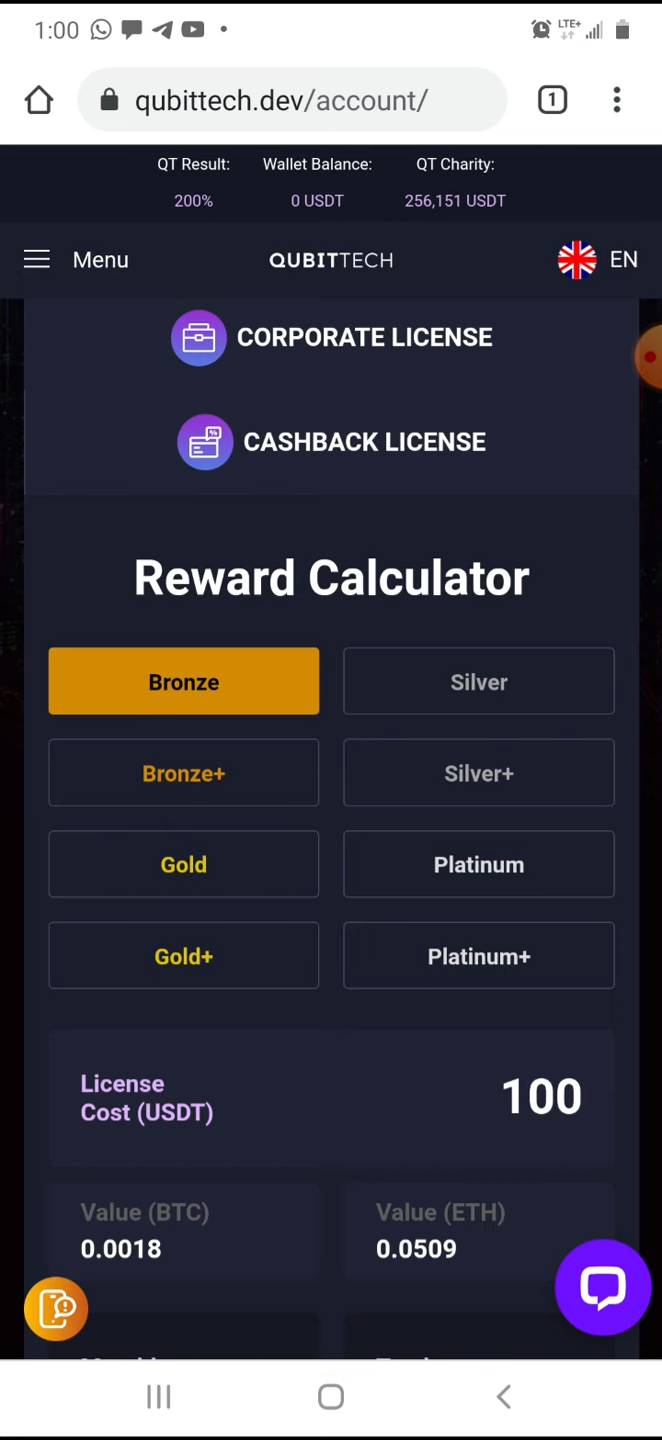 1:00
LTE+
qubittech.dev/account/
1
QT Result: Wallet Balance: QT Charity:
200% 0 USDT 256,151 USDT
Menu QUBITTECH EN
CORPORATE LICENSE
%
CASHBACK LICENSE
Reward Calculator
Bronze Silver
Bronze+ Silver+
Gold Platinum
Gold+ Platinum+
License
Cost (USDT)
100
Value (BTC) Value (ETH)
0.0018 0.0509